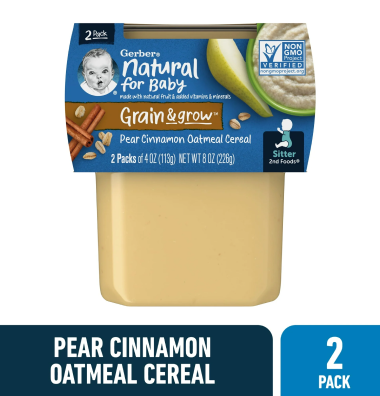 2 Pack
Gerber®
natural
for Baby
made with natural fruit & added vitamins & minerals
Grain & grow™
Pear Cinnamon Oatmeal Cereal
2 Packs of 4 OZ (113g) NET WT 8 OZ (226g)
NON
GMO
Project
VERIFIED
nongmoproject.org
Sitter
2nd Foods®
PEAR CINNAMON
OATMEAL CEREAL
2
PACK